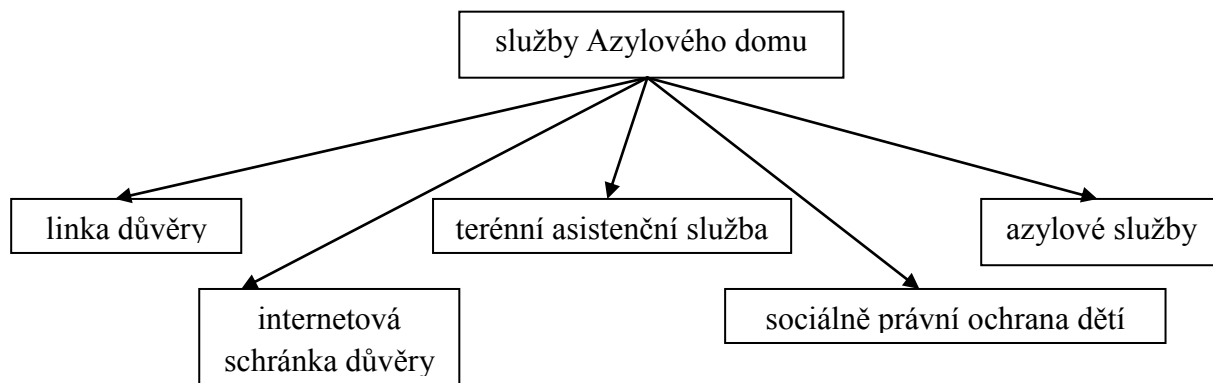 služby Azylového domu
linka důvěry
terénní asistenční služba
azylové služby
internetová
schránka důvěry
sociálně právní ochrana dětí